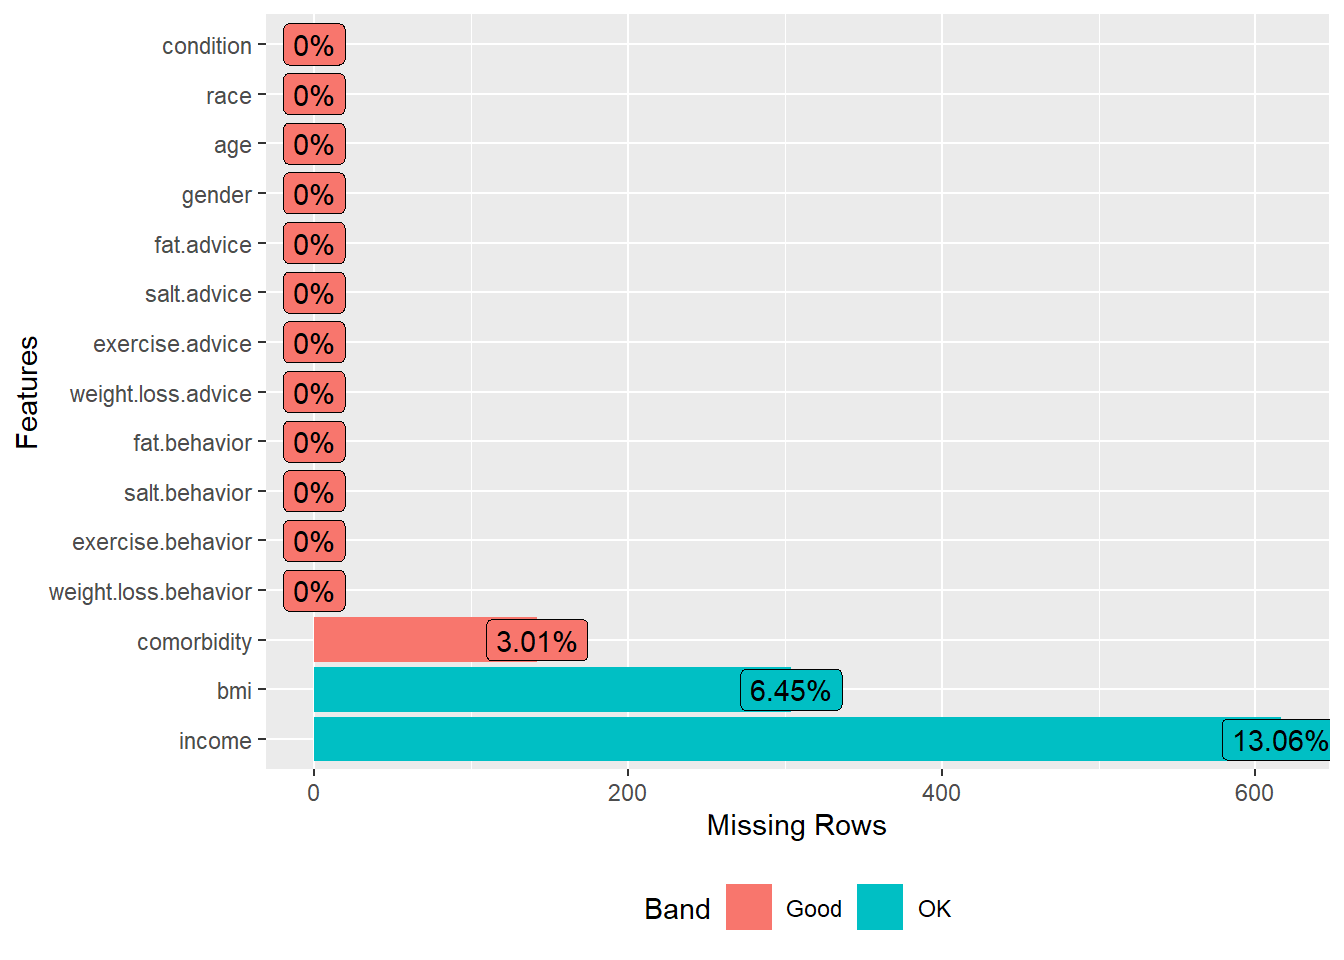 condition 0%
race 0%
age 0%
gender 0%
fat.advice 0%
salt.advice 0%
exercise.advice 0%
weight.loss.advice 0%
fat.behavior 0%
salt.behavior 0%
exercise.behavior 0%
weight.loss.behavior 0%
comorbidity 3.01%
bmi 6.45%
income 13.06%
Features
0 200 400 600
Missing Rows
Band Good OK